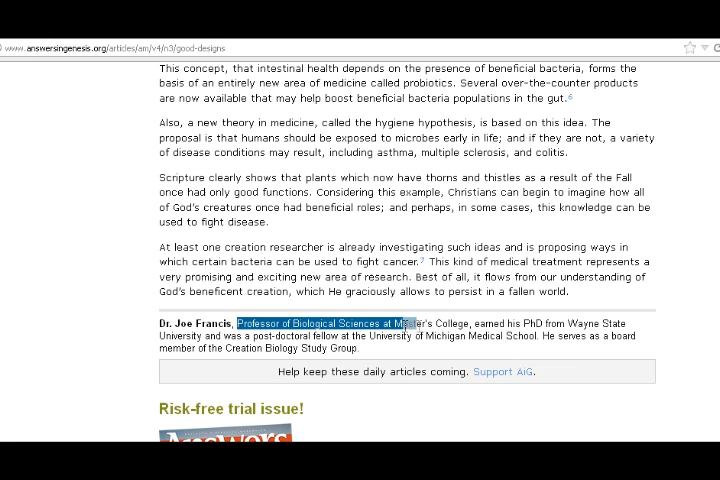 www.answersingenesis.org/articles/am/v4/n3/good-designs
This concept, that intestinal health depends on the presence of beneficial bacteria, forms the
basis of an entirely new area of medicine called probiotics. Several over-the-counter products
are now available that may help boost beneficial bacteria populations in the gut.6
Also, a new theory in medicine, called the hygiene hypothesis, is based on this idea. The
proposal is that humans should be exposed to microbes early in life; and if they are not, a variety
of disease conditions may result, including asthma, multiple sclerosis, and colitis.
Scripture clearly shows that plants which now have thorns and thistles as a result of the Fall
once had only good functions. Considering this example, Christians can begin to imagine how all
of God's creatures once had beneficial roles; and perhaps, in some cases, this knowledge can be
used to fight disease.
At least one creation researcher is already investigating such ideas and is proposing ways in
which certain bacteria can be used to fight cancer.7 This kind of medical treatment represents a
very promising and exciting new area of research. Best of all, it flows from our understanding of
God's beneficent creation, which He graciously allows to persist in a fallen world.
Dr. Joe Francis, Professor of Biological Sciences at Master's College, earned his PhD from Wayne State
University and was a post-doctoral fellow at the University of Michigan Medical School. He serves as a board
member of the Creation Biology Study Group.
Help keep these daily articles coming. Support AiG.
Risk-free trial issue!
Answers